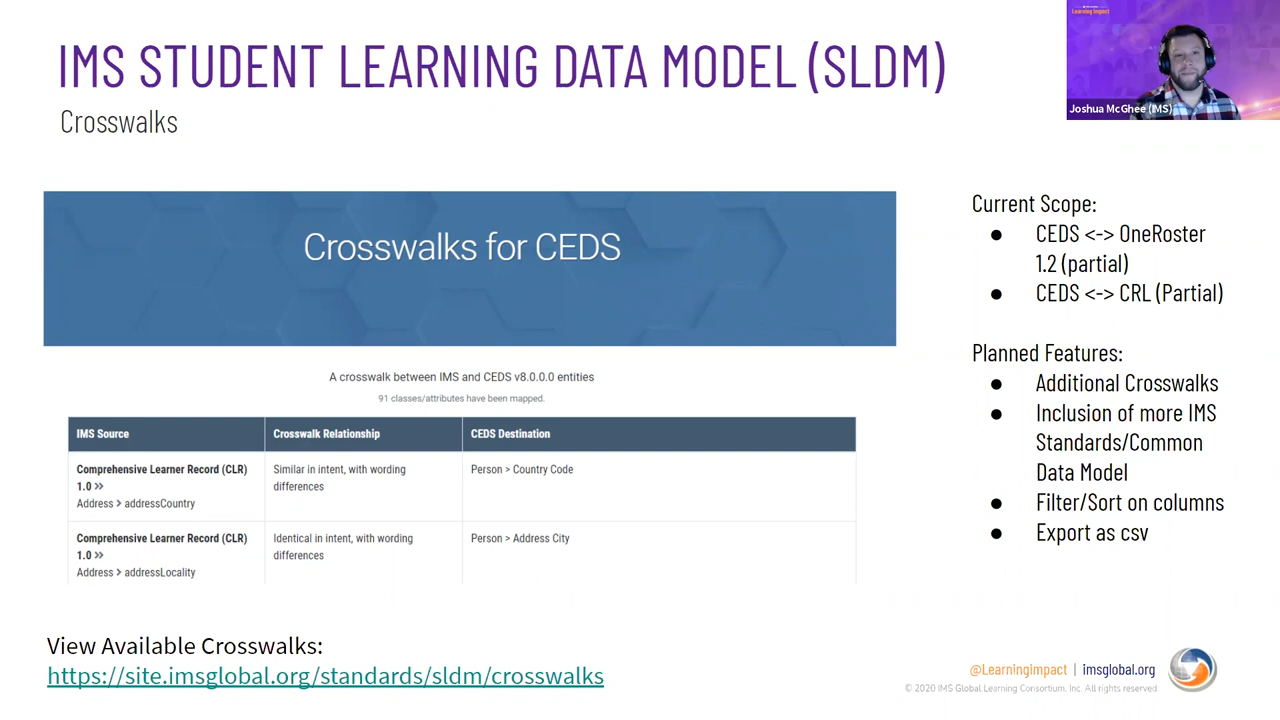 IMS STUDENT LEARNING DATA MODEL (SLDM)
Crosswalks
Learning Impact
Joshua McGhee (IMS)
Crosswalks for CEDS
A crosswalk between IMS and CEDS v8.0.0.0 entities
91 classes/attributes have been mapped.
IMS Source
Crosswalk Relationship
CEDS Destination
Comprehensive Learner Record (CLR)
1.0 »
Address > addressCountry
Similar in intent, with wording
differences
Person > Country Code
Comprehensive Learner Record (CLR)
1.0 »
Address > addressLocality
Identical in intent, with wording
differences
Person > Address City
Current Scope:
● CEDS <-> OneRoster
1.2 (partial)
● CEDS <-> CRL (Partial)
Planned Features:
● Additional Crosswalks
● Inclusion of more IMS
Standards/Common
Data Model
● Filter/Sort on columns
● Export as csv
View Available Crosswalks:
https://site.imsglobal.org/standards/sldm/crosswalks
@Learningimpact | imsglobal.org
© 2020 IMS Global Learning Consortium, Inc. All rights reserved